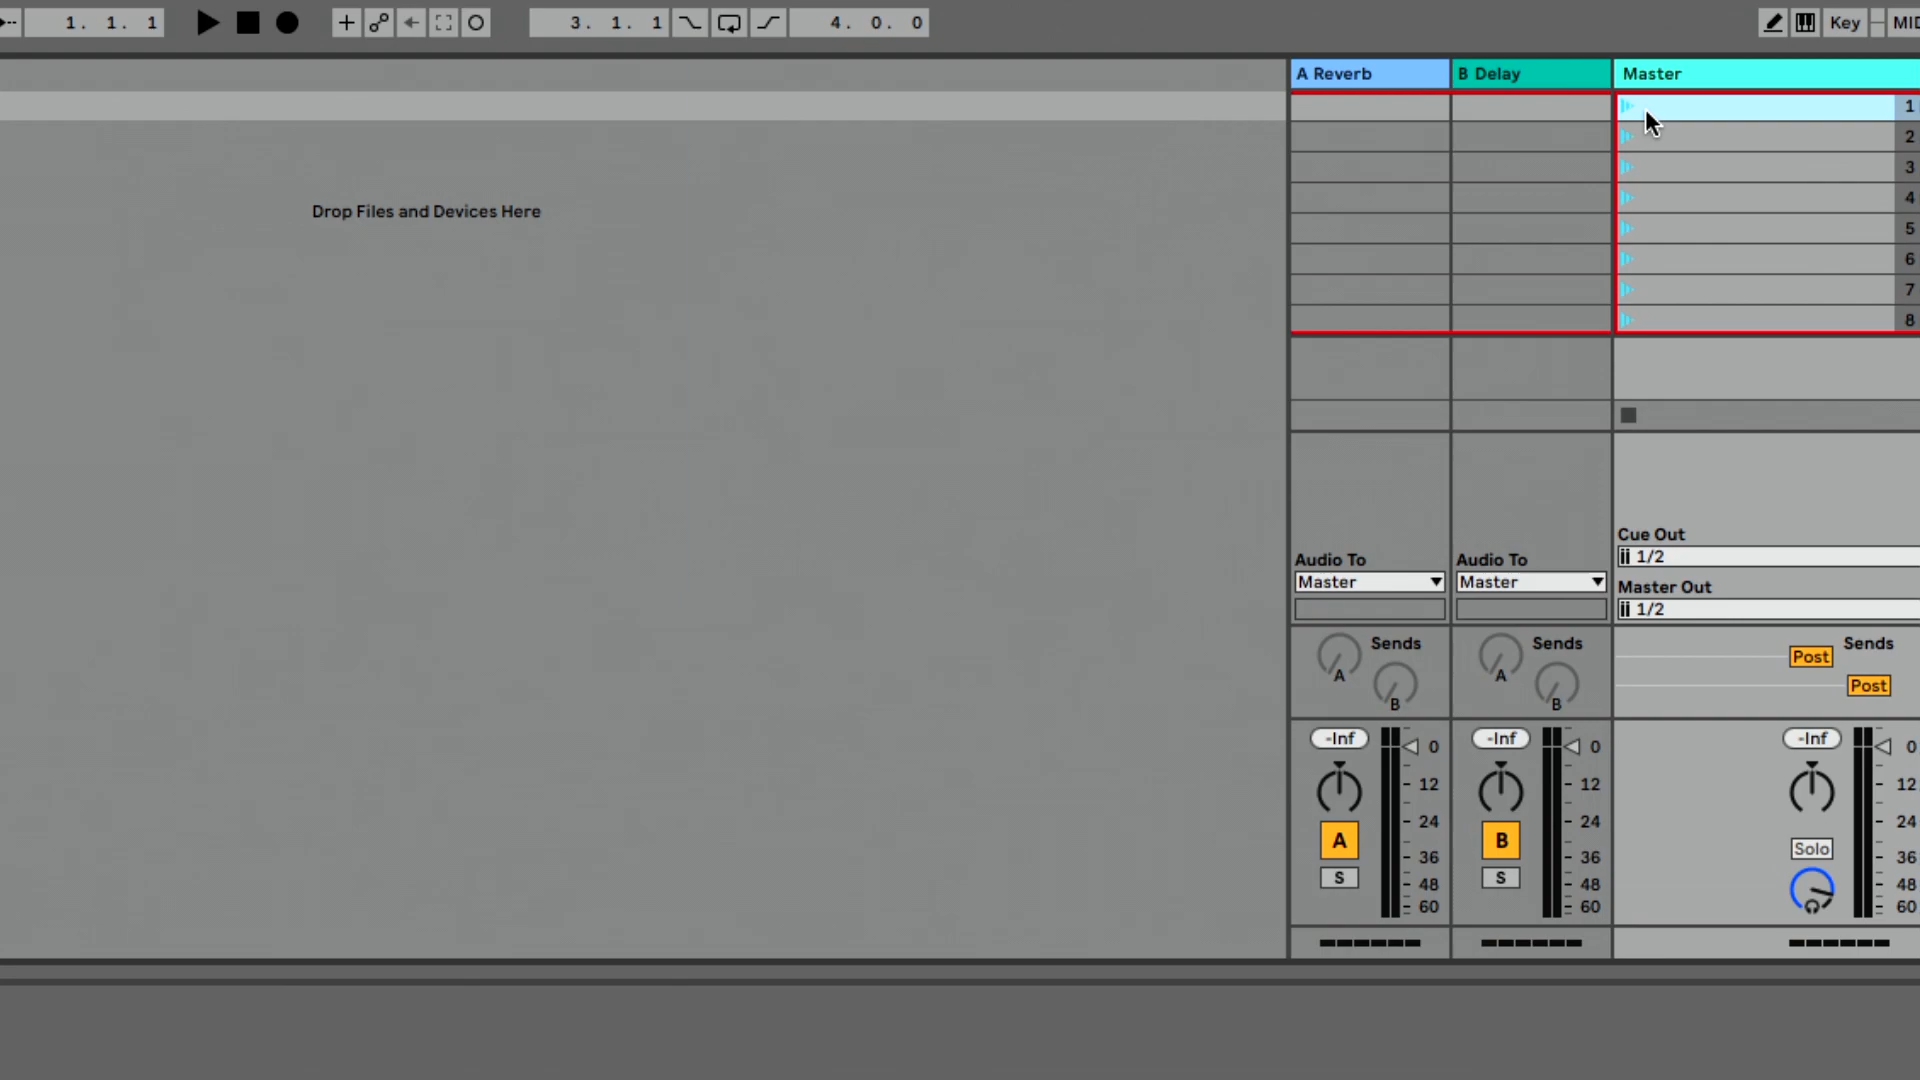 1. 1. 1
3. 1. 1
4. 0. 0
Key
MID
A Reverb
B Delay
Master
1
2
3
4
5
6
7
8
Drop Files and Devices Here
Cue Out
1/2
Master Out
1/2
Audio To
Master
Audio To
Master
Sends
A
B
Sends
A
B
Sends
Post
Post
-Inf
0
12
24
36
48
60
A
S
-Inf
0
12
24
36
48
60
B
S
-Inf
0
12
24
36
48
60
Solo